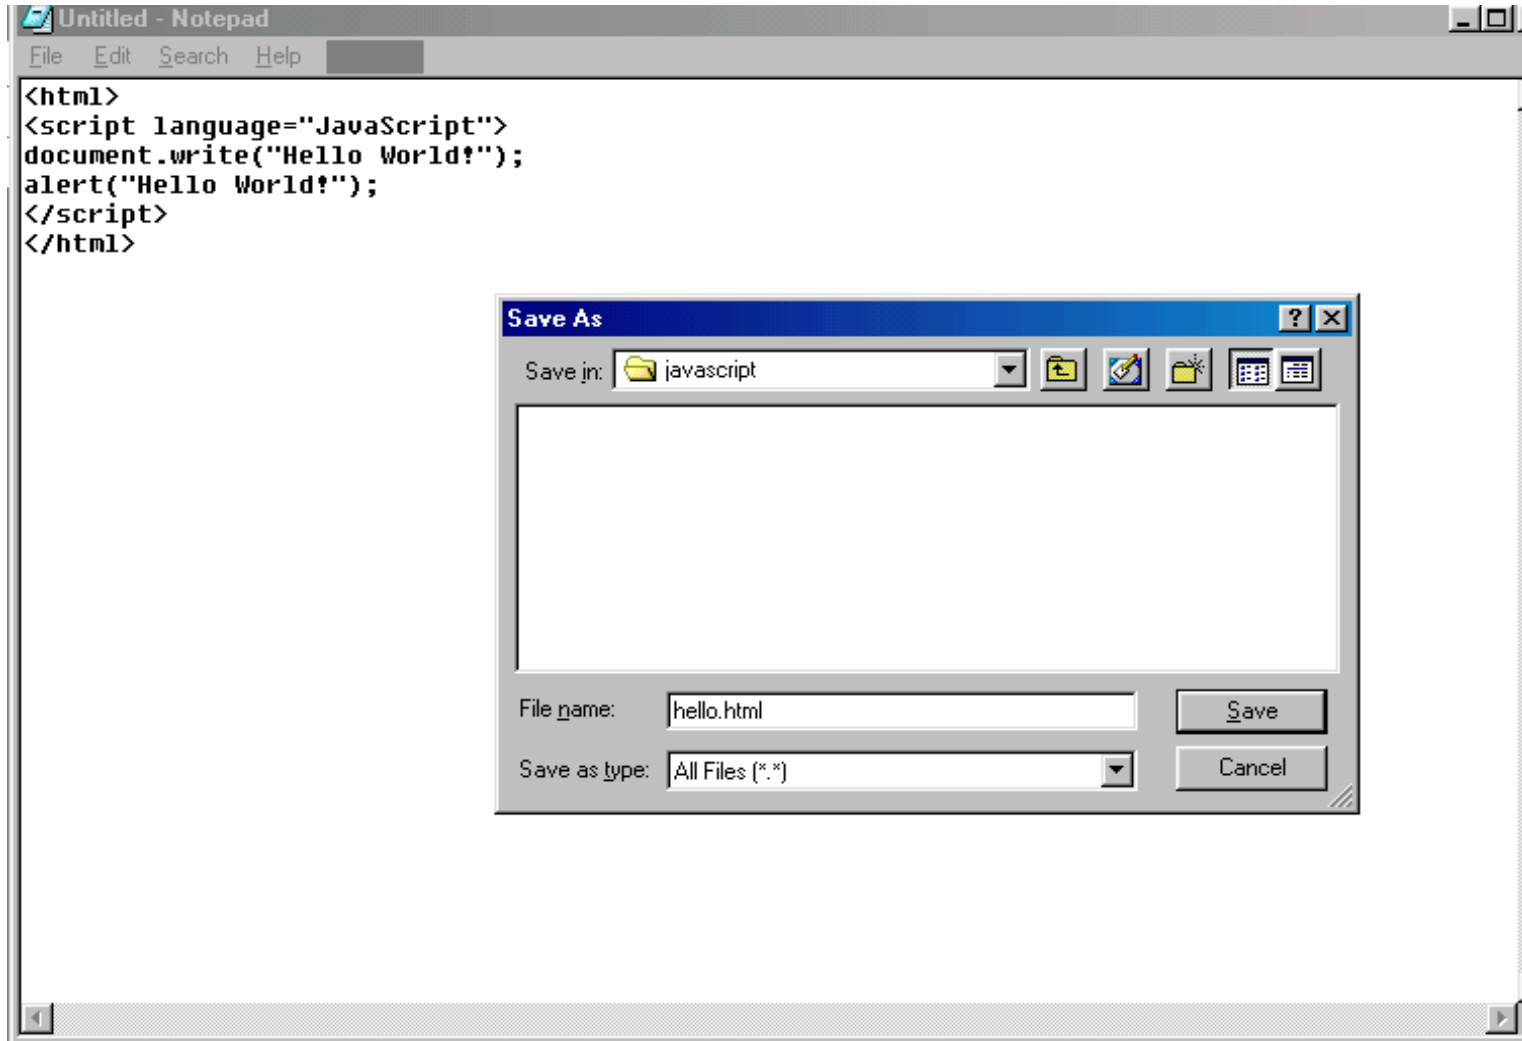 Untitled - Notepad
File Edit Search Help
<html>
<script language="JavaScript">
document.write("Hello World!");
alert("Hello World!");
</script>
</html>
Save As
Save in: javascript
File name: hello.html Save
Save as type: All Files (*.*) Cancel